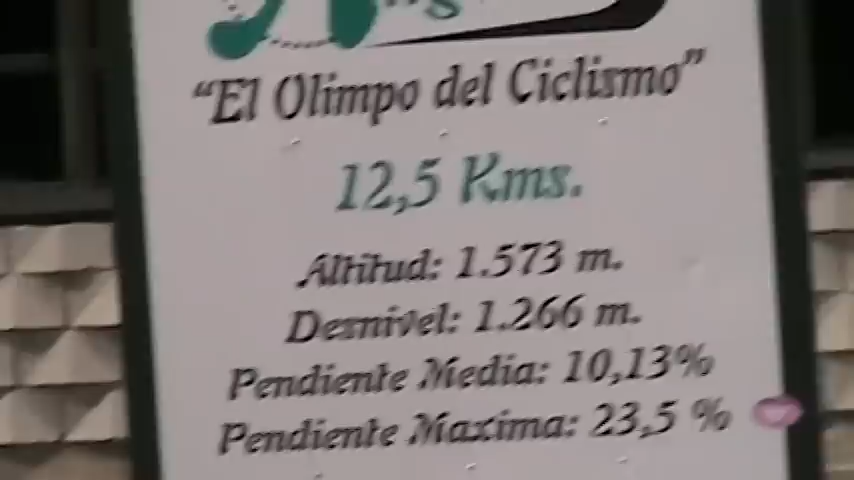 “El Olimpo del Ciclismo”
12,5 Kms.
Altitud: 1.573 m.
Desnivel: 1.266 m.
Pendiente Media: 10,13%
Pendiente Maxima: 23,5 %